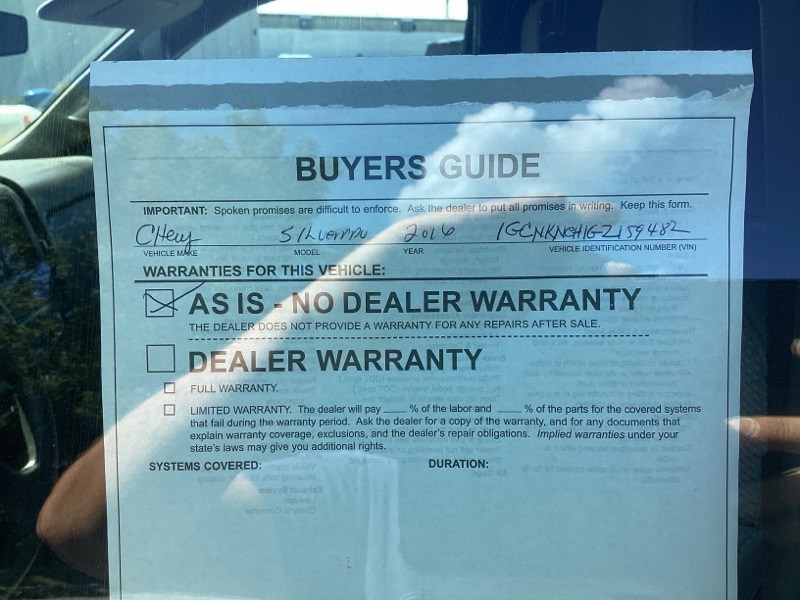 BUYERS GUIDE
IMPORTANT: Spoken promises are difficult to enforce. Ask the dealer to put all promises in writing. Keep this form.
CHevy SILverado 2016 1GCNKNEH1GZ159482
VEHICLE MAKE MODEL YEAR VEHICLE IDENTIFICATION NUMBER (VIN)
WARRANTIES FOR THIS VEHICLE:
AS IS - NO DEALER WARRANTY
THE DEALER DOES NOT PROVIDE A WARRANTY FOR ANY REPAIRS AFTER SALE.
DEALER WARRANTY
FULL WARRANTY.
LIMITED WARRANTY. The dealer will pay ____ % of the labor and ____ % of the parts for the covered systems
that fail during the warranty period. Ask the dealer for a copy of the warranty, and for any documents that
explain warranty coverage, exclusions, and the dealer's repair obligations. Implied warranties under your
state's laws may give you additional rights.
SYSTEMS COVERED: DURATION: